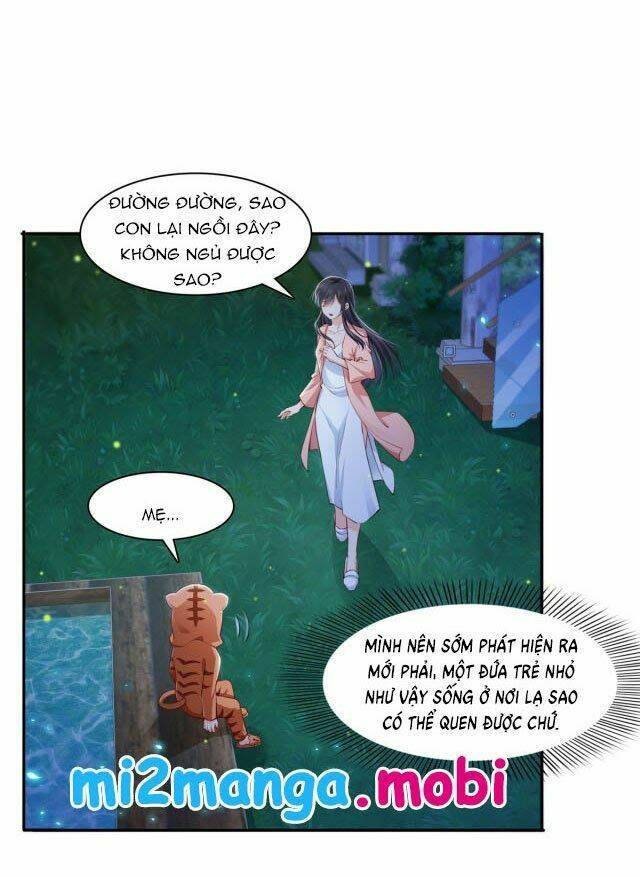 ĐƯỜNG ĐƯỜNG, SAO
CON LẠI NGỒI ĐÂY?
KHÔNG NGỦ ĐƯỢC
SAO?
MẸ...
MÌNH NÊN SỚM PHÁT HIỆN RA
MỚI PHẢI, MỘT ĐỨA TRẺ NHỎ
NHƯ VẬY SỐNG Ở NƠI LẠ SAO
CÓ THỂ QUEN ĐƯỢC CHỨ.
mi2manga.mobi